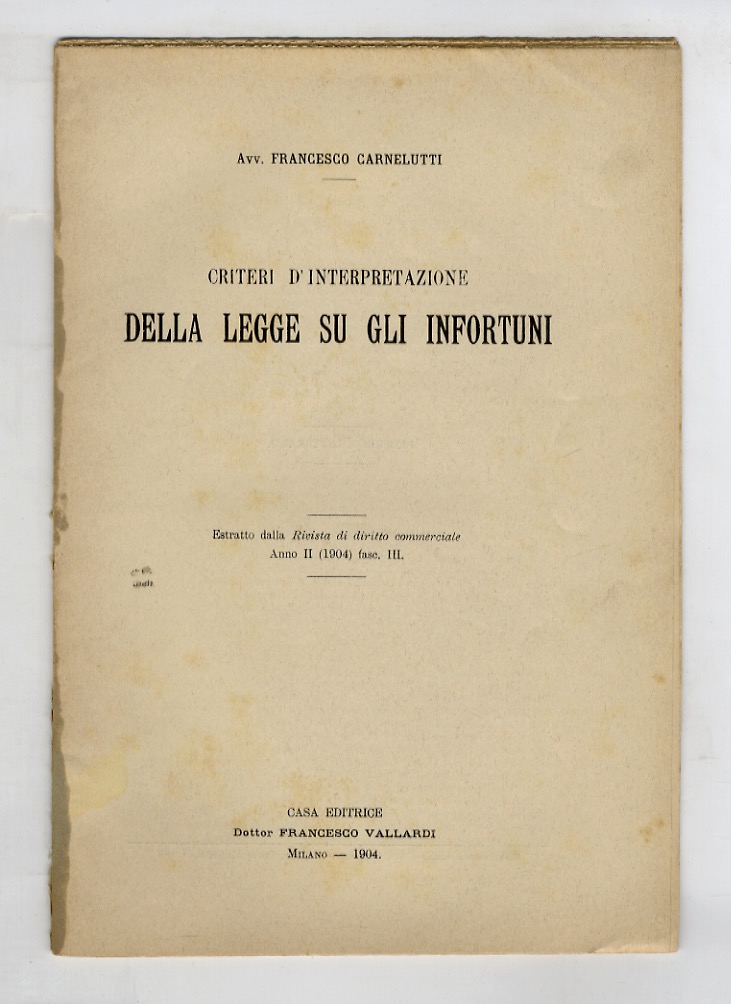 Avv. FRANCESCO CARNELUTTI
CRITERI D'INTERPRETAZIONE
DELLA LEGGE SU GLI INFORTUNI
Estratto dalla Rivista di diritto commerciale
Anno II (1904) fasc. III.
CASA EDITRICE
Dottor FRANCESCO VALLARDI
MILANO — 1904.